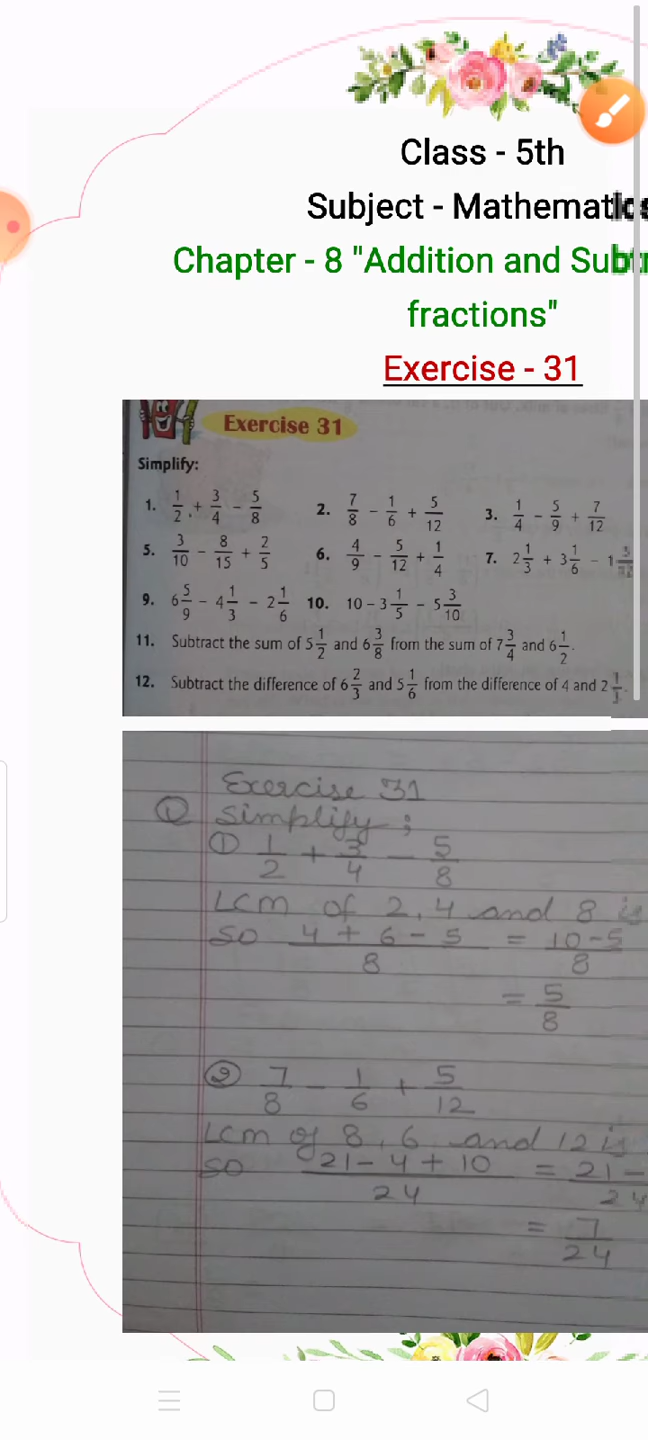 Class - 5th
Subject - Mathematics
Chapter - 8 "Addition and Subtr
fractions"
Exercise - 31
Exercise 31
Simplify:
1. 1/2 + 3/4 - 5/8 2. 7/8 - 1/6 + 5/12 3. 1/4 - 5/9 + 7/12
5. 3/10 - 8/15 + 2/5 6. 4/9 - 5/12 + 1/4 7. 2 1/3 + 3 1/6 - 1
9. 6 5/9 - 4 1/3 - 2 1/6 10. 10 - 3 1/5 - 5 3/10
11. Subtract the sum of 5 1/2 and 6 3/8 from the sum of 7 3/4 and 6 1/2.
12. Subtract the difference of 6 2/3 and 5 1/6 from the difference of 4 and 2 1/3.
Exercise 31
Q Simplify ;
① 1/2 + 3/4 - 5/8
LCM of 2,4 and 8 is
so 4 + 6 - 5 / 8 = 10-5 / 8
= 5/8
② 7/8 - 1/6 + 5/12
LCM of 8, 6 and 12 is
so 21 - 4 + 10 / 24 = 21 - / 24
= 7/24